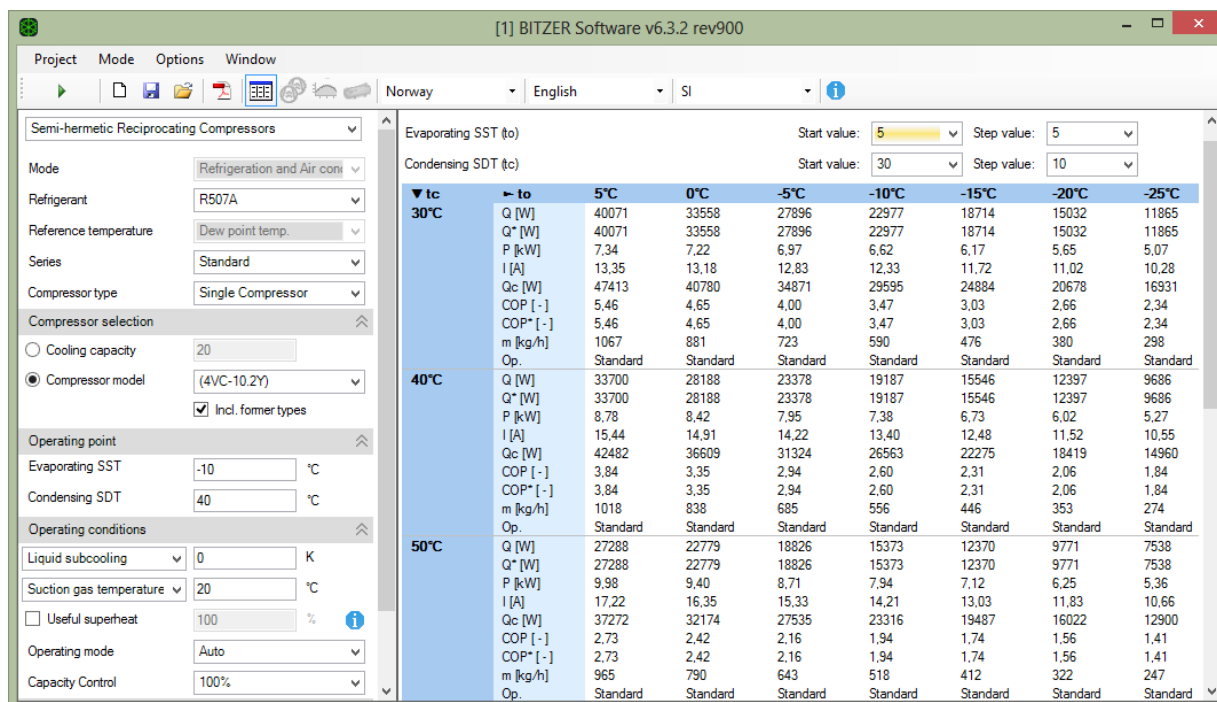 [1] BITZER Software v6.3.2 rev900
Project Mode Options Window
Norway English SI
Semi-hermetic Reciprocating Compressors
Mode Refrigeration and Air con
Refrigerant R507A
Reference temperature Dew point temp.
Series Standard
Compressor type Single Compressor
Compressor selection
Cooling capacity 20
Compressor model (4VC-10.2Y)
Incl. former types
Operating point
Evaporating SST -10 °C
Condensing SDT 40 °C
Operating conditions
Liquid subcooling 0 K
Suction gas temperature 20 °C
Useful superheat 100 %
Operating mode Auto
Capacity Control 100%
Evaporating SST (to) Start value: 5 Step value: 5
Condensing SDT (tc) Start value: 30 Step value: 10
tc to 5°C 0°C -5°C -10°C -15°C -20°C -25°C
30°C Q [W] 40071 33558 27896 22977 18714 15032 11865
Q* [W] 40071 33558 27896 22977 18714 15032 11865
P [kW] 7,34 7,22 6,97 6,62 6,17 5,65 5,07
I [A] 13,35 13,18 12,83 12,33 11,72 11,02 10,28
Qc [W] 47413 40780 34871 29595 24884 20678 16931
COP [ - ] 5,46 4,65 4,00 3,47 3,03 2,66 2,34
COP* [ - ] 5,46 4,65 4,00 3,47 3,03 2,66 2,34
m [kg/h] 1067 881 723 590 476 380 298
Op. Standard Standard Standard Standard Standard Standard Standard
40°C Q [W] 33700 28188 23378 19187 15546 12397 9686
Q* [W] 33700 28188 23378 19187 15546 12397 9686
P [kW] 8,78 8,42 7,95 7,38 6,73 6,02 5,27
I [A] 15,44 14,91 14,22 13,40 12,48 11,52 10,55
Qc [W] 42482 36609 31324 26563 22275 18419 14960
COP [ - ] 3,84 3,35 2,94 2,60 2,31 2,06 1,84
COP* [ - ] 3,84 3,35 2,94 2,60 2,31 2,06 1,84
m [kg/h] 1018 838 685 556 446 353 274
Op. Standard Standard Standard Standard Standard Standard Standard
50°C Q [W] 27288 22779 18826 15373 12370 9771 7538
Q* [W] 27288 22779 18826 15373 12370 9771 7538
P [kW] 9,98 9,40 8,71 7,94 7,12 6,25 5,36
I [A] 17,22 16,35 15,33 14,21 13,03 11,83 10,66
Qc [W] 37272 32174 27535 23316 19487 16022 12900
COP [ - ] 2,73 2,42 2,16 1,94 1,74 1,56 1,41
COP* [ - ] 2,73 2,42 2,16 1,94 1,74 1,56 1,41
m [kg/h] 965 790 643 518 412 322 247
Op. Standard Standard Standard Standard Standard Standard Standard